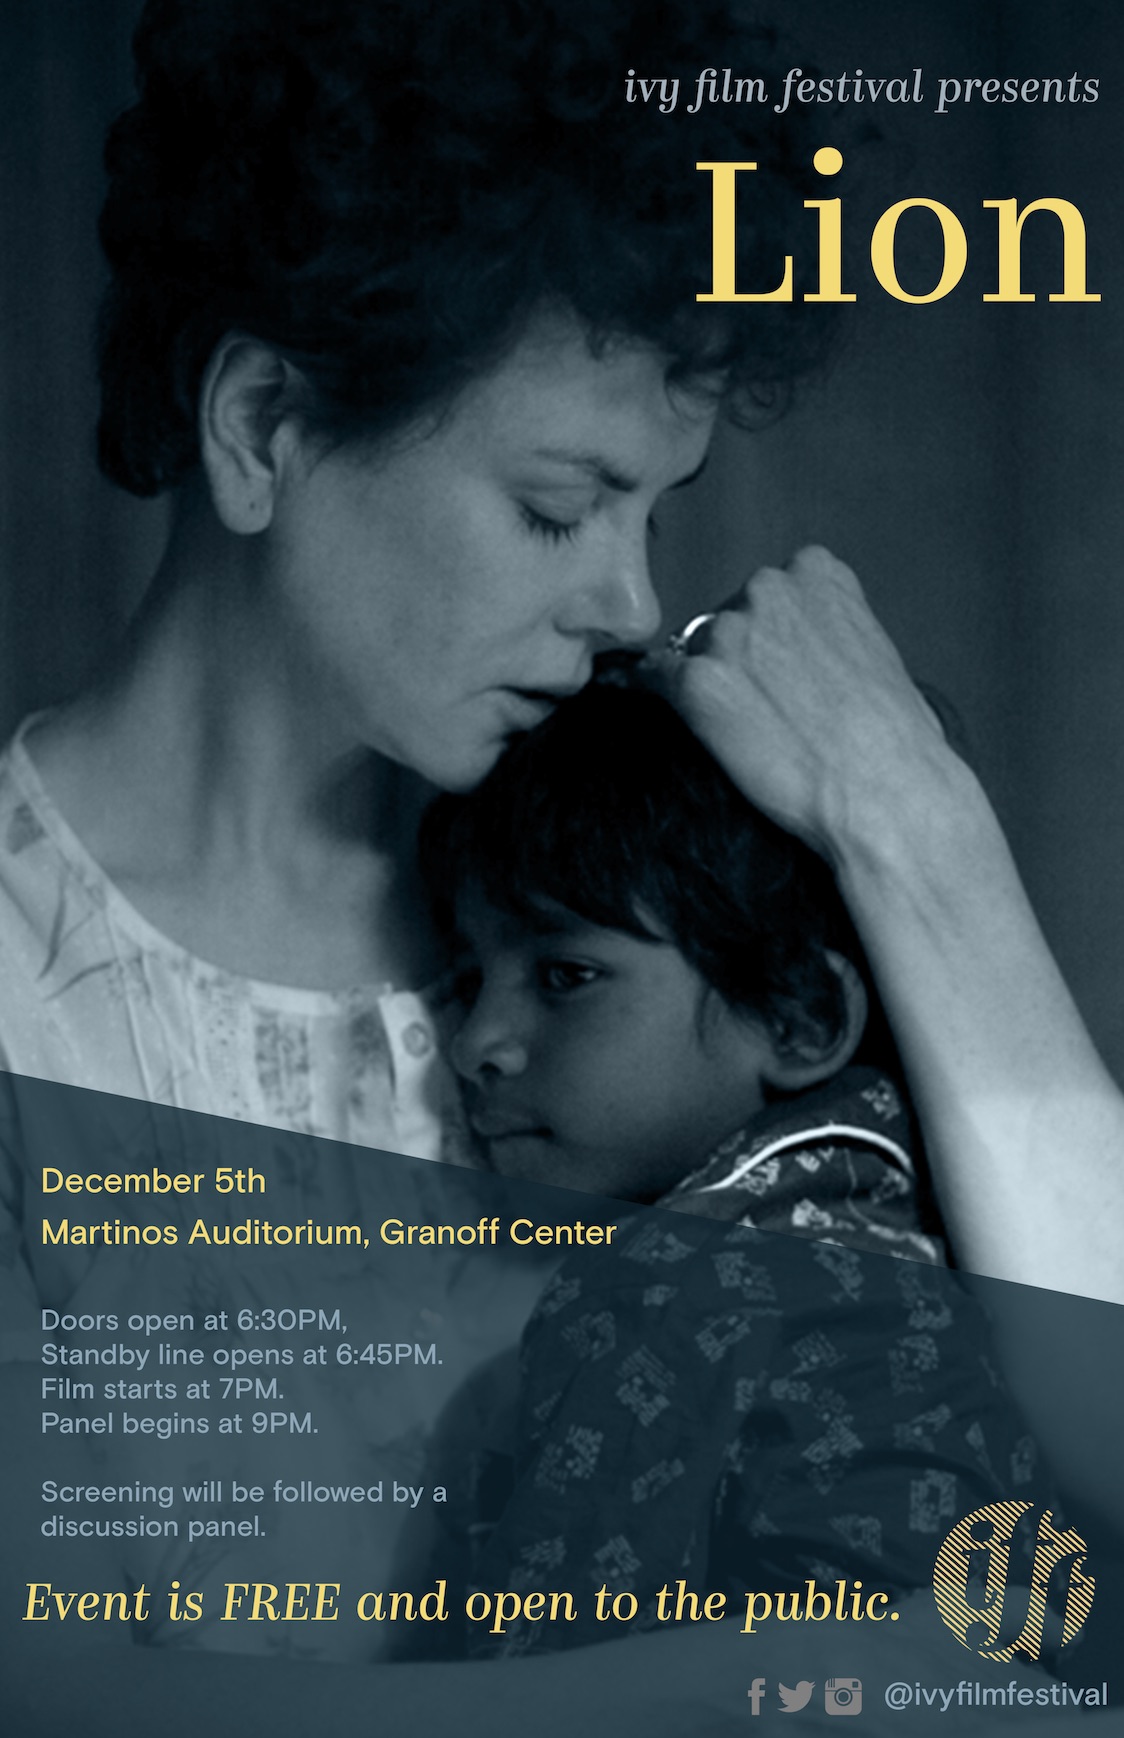 ivy film festival presents
Lion
December 5th
Martinos Auditorium, Granoff Center
Doors open at 6:30PM,
Standby line opens at 6:45PM.
Film starts at 7PM.
Panel begins at 9PM.
Screening will be followed by a
discussion panel.
Event is FREE and open to the public.
iff
@ivyfilmfestival